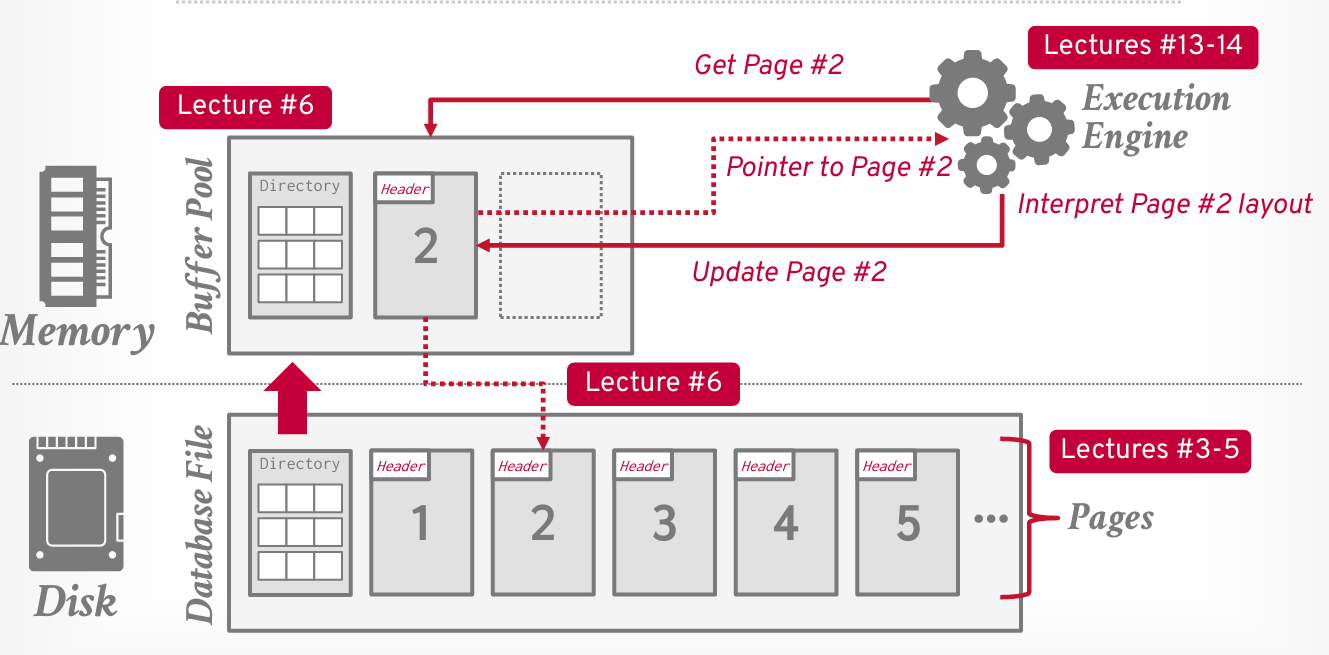 Lectures #13-14
Get Page #2
Execution
Engine
Lecture #6
Buffer Pool
Directory
Header
2
Pointer to Page #2
Interpret Page #2 layout
Update Page #2
Memory
Lecture #6
Database File
Directory
Header
1
Header
2
Header
3
Header
4
Header
5
...
Lectures #3-5
Pages
Disk